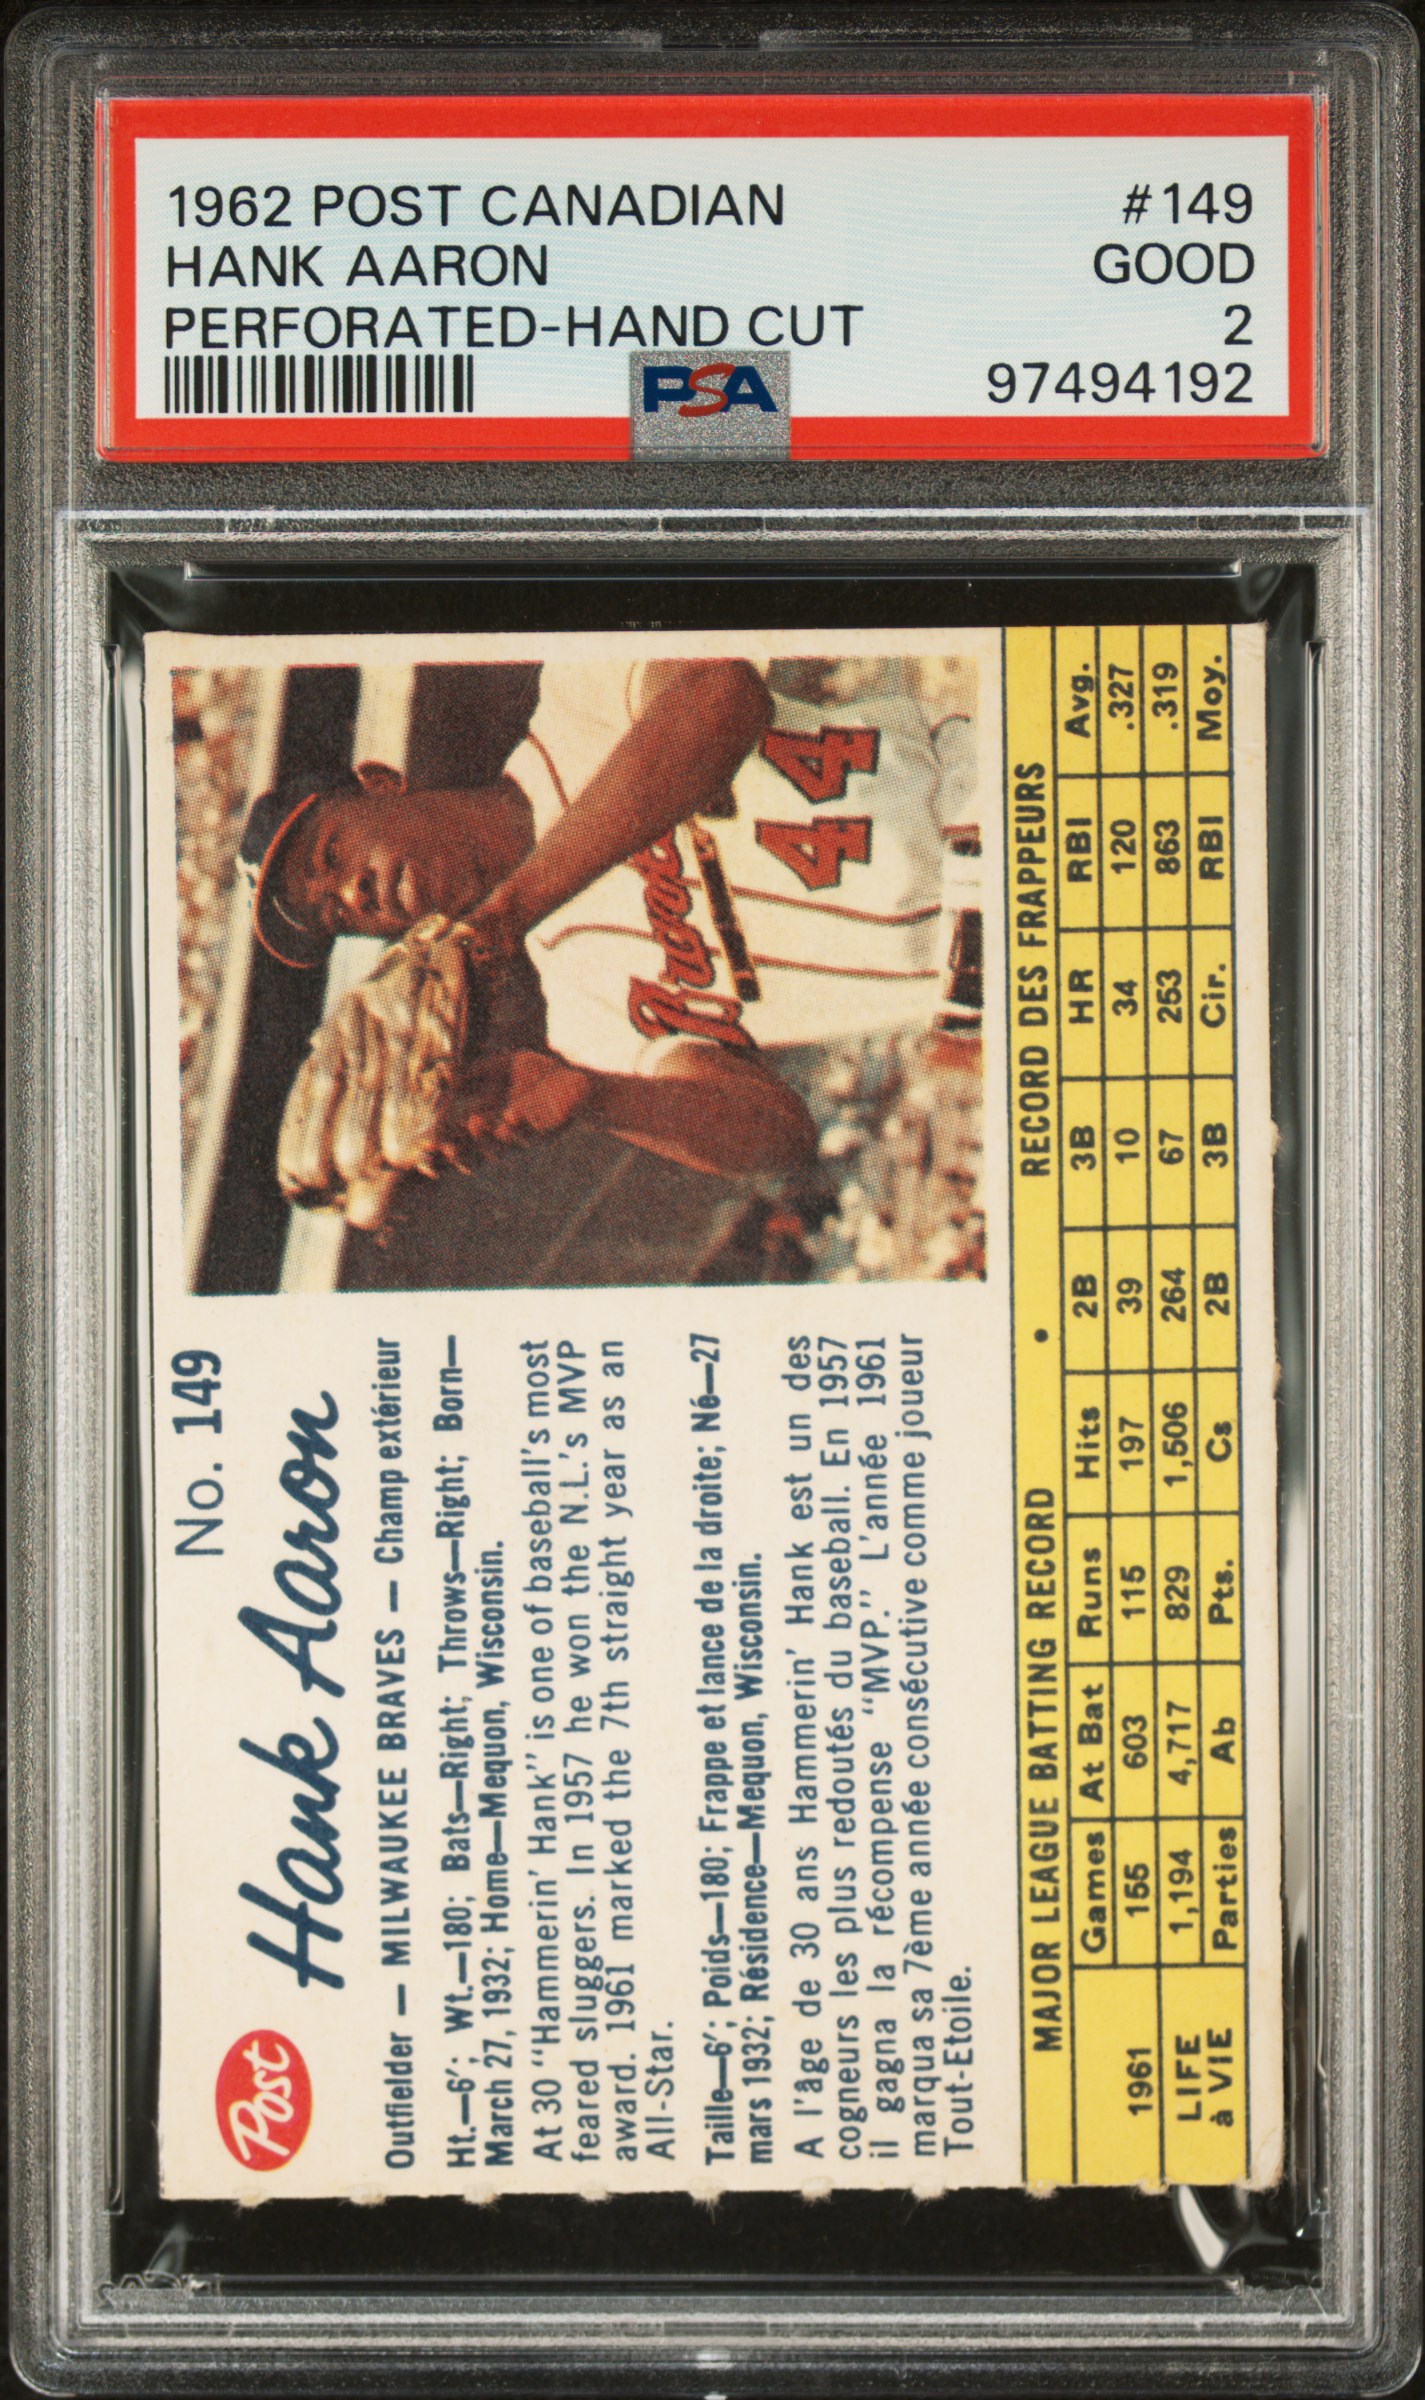 1962 POST CANADIAN #149
HANK AARON GOOD
PERFORATED-HAND CUT 2
PSA 97494192
No. 149
Post Hank Aaron
Outfielder — MILWAUKEE BRAVES — Champ extérieur
Ht.—6'; Wt.—180; Bats—Right; Throws—Right; Born—
March 27, 1932; Home—Mequon, Wisconsin.
At 30 "Hammerin' Hank" is one of baseball's most
feared sluggers. In 1957 he won the N.L.'s MVP
award. 1961 marked the 7th straight year as an
All-Star.
Taille—6'; Poids—180; Frappe et lance de la droite; Né—27
mars 1932; Résidence—Mequon, Wisconsin.
A l'âge de 30 ans Hammerin' Hank est un des
cogneurs les plus redoutés du baseball. En 1957
il gagna la récompense "MVP." L'année 1961
marqua sa 7ème année consécutive comme joueur
Tout-Etoile.
Braves
44
MAJOR LEAGUE BATTING RECORD • RECORD DES FRAPPEURS
Games At Bat Runs Hits 2B 3B HR RBI Avg.
1961 155 603 115 197 39 10 34 120 .327
LIFE
à VIE 1,194 4,717 829 1,506 264 67 253 863 .319
Parties Ab Pts. Cs 2B 3B Cir. RBI Moy.